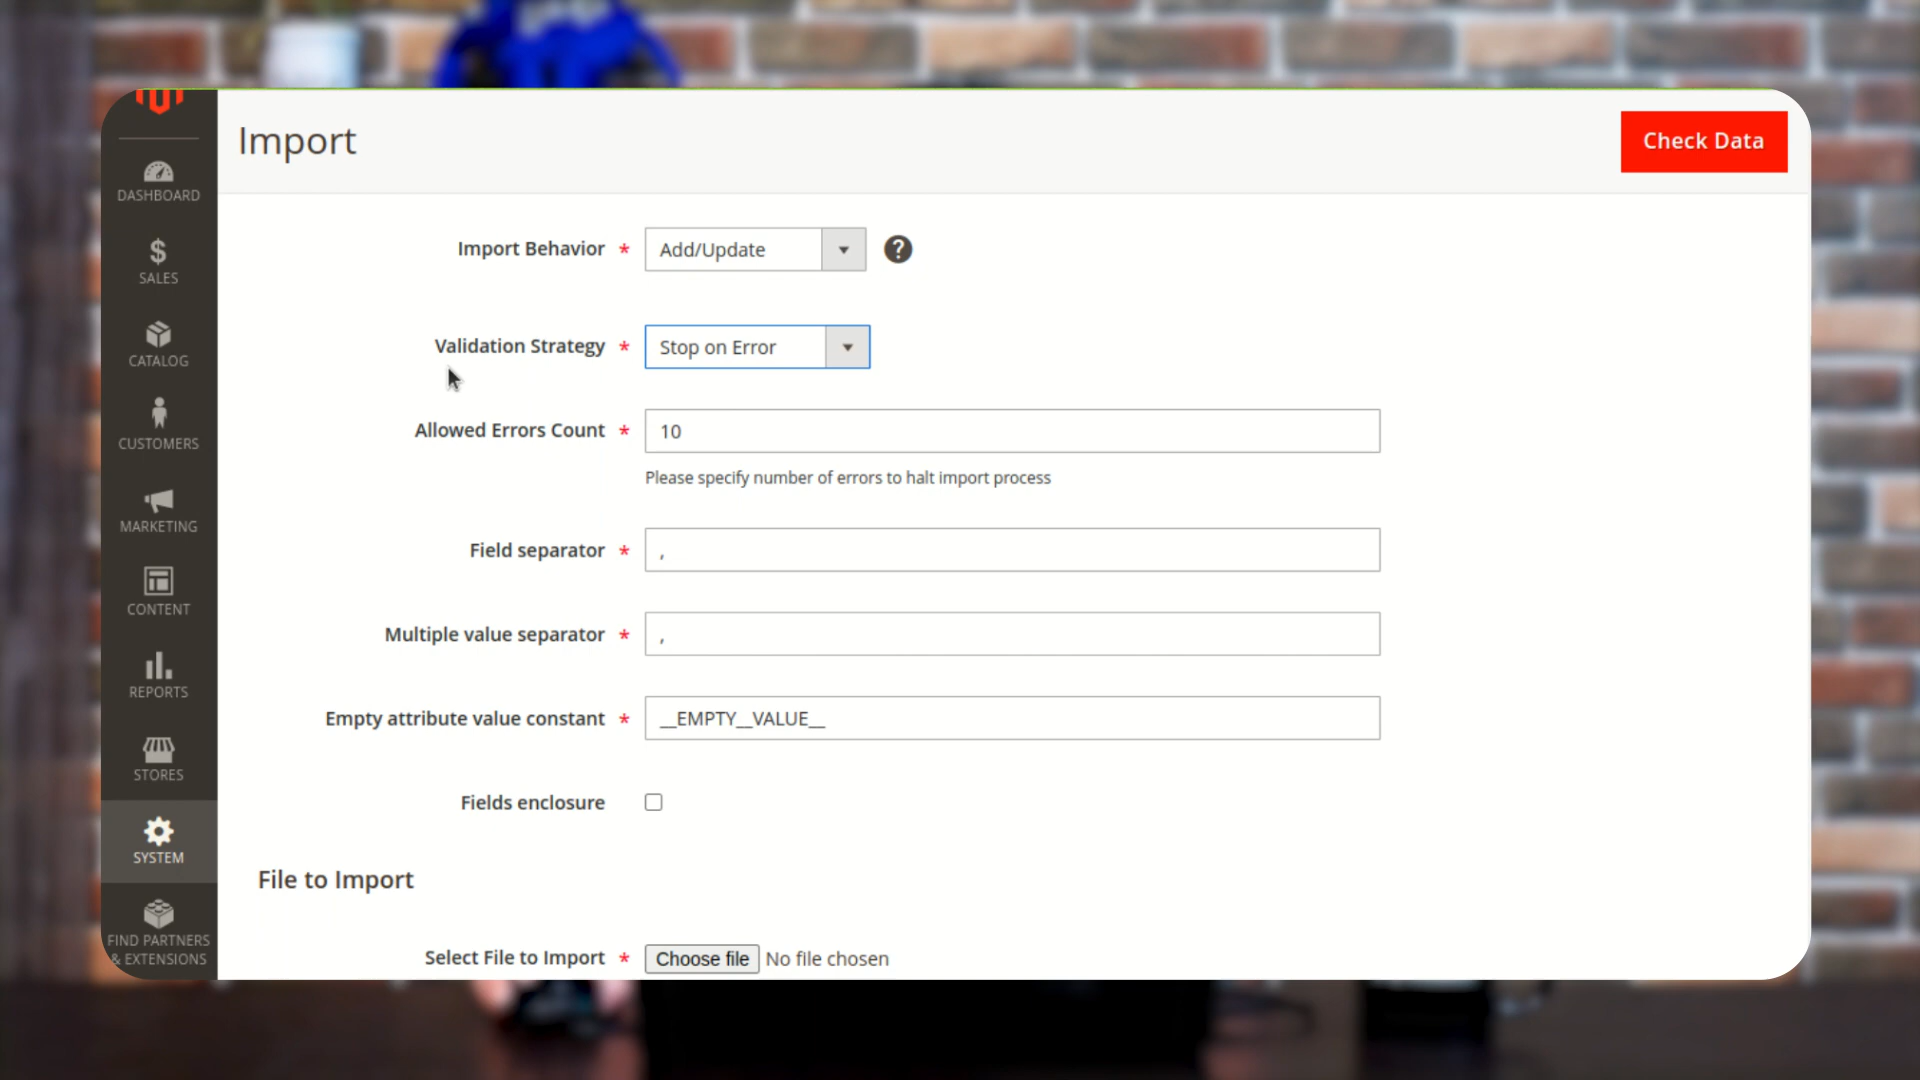 Import
Check Data
DASHBOARD
SALES
CATALOG
CUSTOMERS
MARKETING
CONTENT
REPORTS
STORES
SYSTEM
FIND PARTNERS
& EXTENSIONS
Import Behavior * Add/Update ?
Validation Strategy * Stop on Error
Allowed Errors Count * 10
Please specify number of errors to halt import process
Field separator * ,
Multiple value separator * ,
Empty attribute value constant * __EMPTY__VALUE__
Fields enclosure
File to Import
Select File to Import * Choose file No file chosen